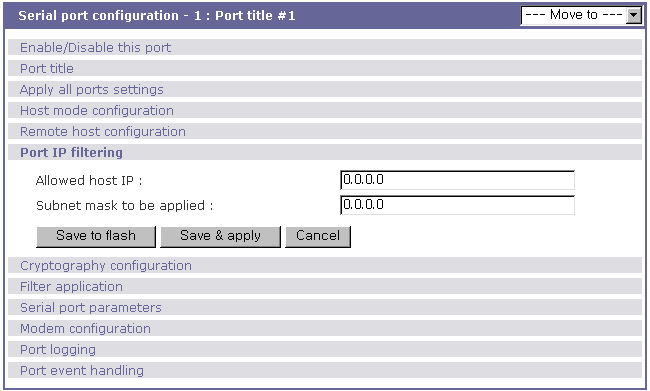 Serial port configuration - 1 : Port title #1 --- Move to ---
Enable/Disable this port
Port title
Apply all ports settings
Host mode configuration
Remote host configuration
Port IP filtering
Allowed host IP : 0.0.0.0
Subnet mask to be applied : 0.0.0.0
Save to flash Save & apply Cancel
Cryptography configuration
Filter application
Serial port parameters
Modem configuration
Port logging
Port event handling